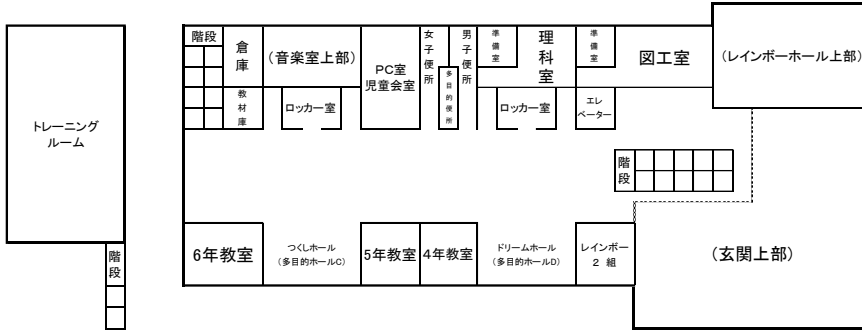 階段
倉庫
(音楽室上部)
PC室
児童会室
女子便所
多目的便所
男子便所
準備室
理科室
準備室
図工室
(レインボーホール上部)
教材庫
ロッカー室
ロッカー室
エレ
ベーター
トレーニング
ルーム
階段
階段
6年教室
つくしホール
(多目的ホールC)
5年教室
4年教室
ドリームホール
(多目的ホールD)
レインボー
2 組
(玄関上部)